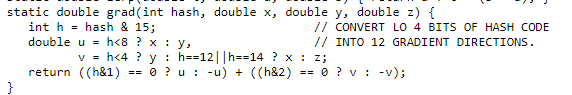 static double grad(int hash, double x, double y, double z) {
int h = hash & 15; // CONVERT LO 4 BITS OF HASH CODE
double u = h<8 ? x : y, // INTO 12 GRADIENT DIRECTIONS.
v = h<4 ? y : h==12||h==14 ? x : z;
return ((h&1) == 0 ? u : -u) + ((h&2) == 0 ? v : -v);
}